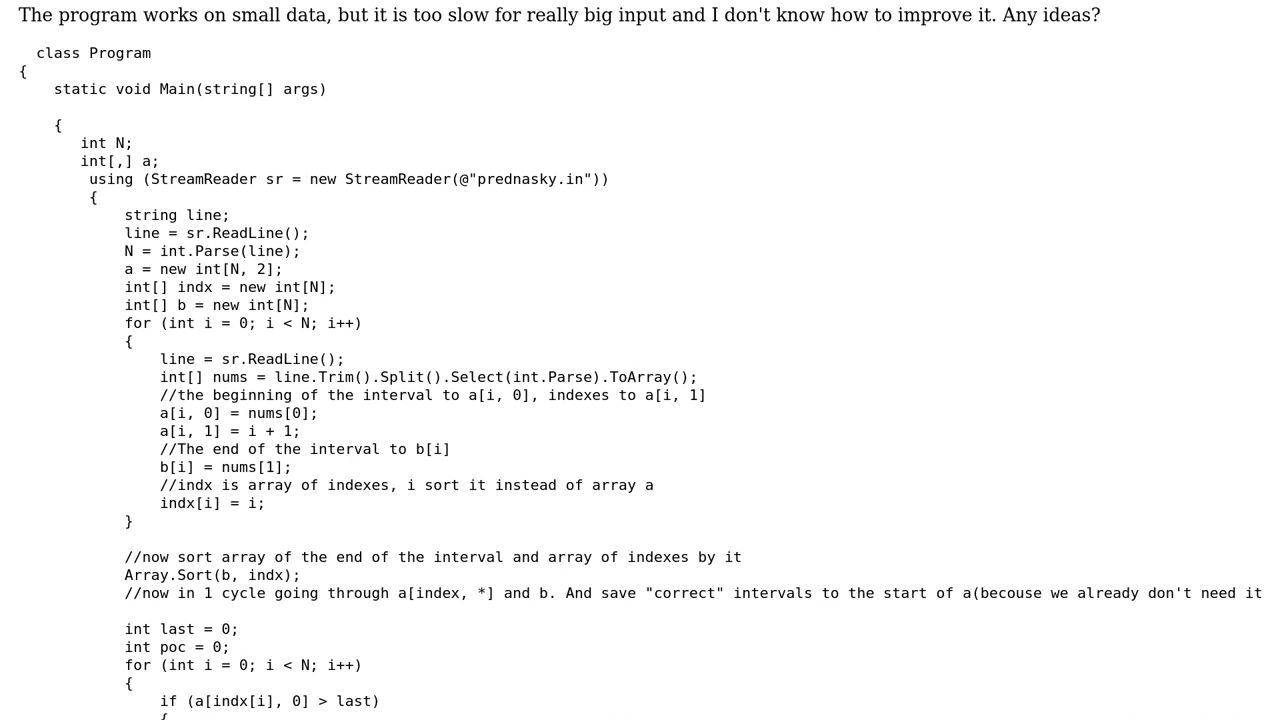 The program works on small data, but it is too slow for really big input and I don't know how to improve it. Any ideas?
class Program
{
static void Main(string[] args)
{
int N;
int[,] a;
using (StreamReader sr = new StreamReader(@"prednasky.in"))
{
string line;
line = sr.ReadLine();
N = int.Parse(line);
a = new int[N, 2];
int[] indx = new int[N];
int[] b = new int[N];
for (int i = 0; i < N; i++)
{
line = sr.ReadLine();
int[] nums = line.Trim().Split().Select(int.Parse).ToArray();
//the beginning of the interval to a[i, 0], indexes to a[i, 1]
a[i, 0] = nums[0];
a[i, 1] = i + 1;
//The end of the interval to b[i]
b[i] = nums[1];
//indx is array of indexes, i sort it instead of array a
indx[i] = i;
}
//now sort array of the end of the interval and array of indexes by it
Array.Sort(b, indx);
//now in 1 cycle going through a[index, *] and b. And save "correct" intervals to the start of a(becouse we already don't need it
int last = 0;
int poc = 0;
for (int i = 0; i < N; i++)
{
if (a[indx[i], 0] > last)
{